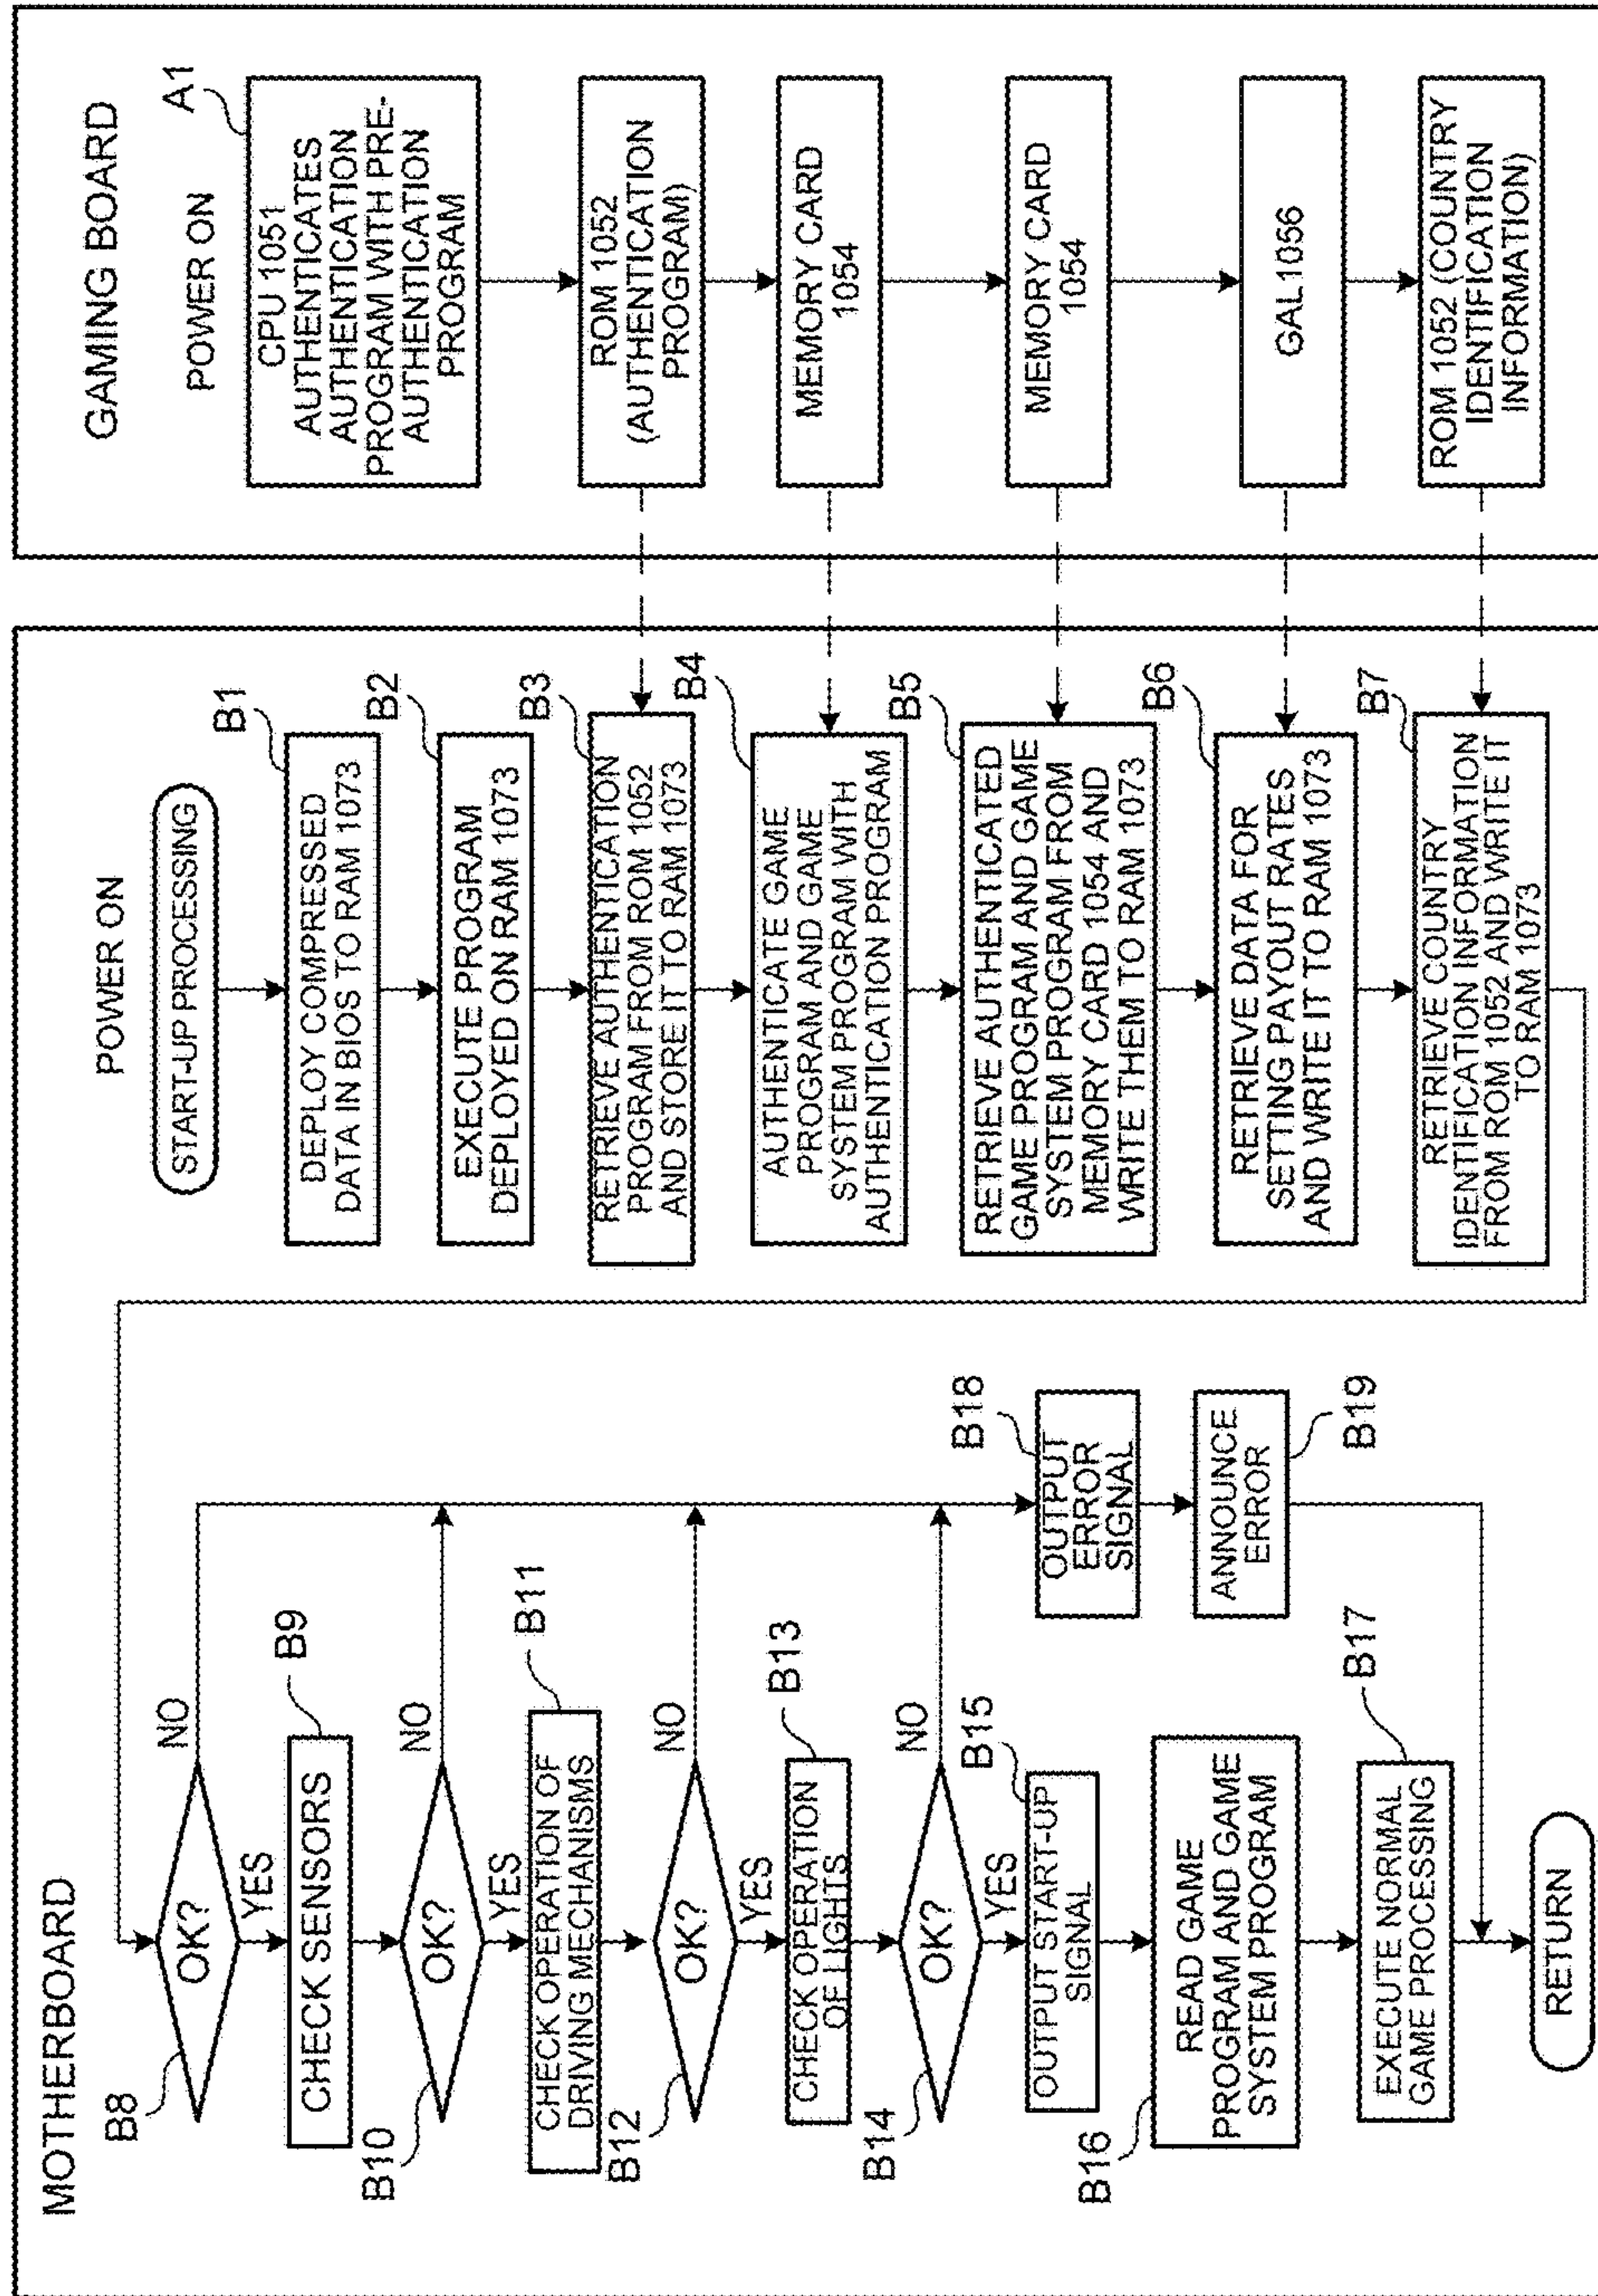 MOTHERBOARD
POWER ON
START-UP PROCESSING
B1
DEPLOY COMPRESSED
DATA IN BIOS TO RAM 1073
B2
EXECUTE PROGRAM
DEPLOYED ON RAM 1073
B3
RETRIEVE AUTHENTICATION
PROGRAM FROM ROM 1052
AND STORE IT TO RAM 1073
B4
AUTHENTICATE GAME
PROGRAM AND GAME
SYSTEM PROGRAM WITH
AUTHENTICATION PROGRAM
B5
RETRIEVE AUTHENTICATED
GAME PROGRAM AND GAME
SYSTEM PROGRAM FROM
MEMORY CARD 1054 AND
WRITE THEM TO RAM 1073
B6
RETRIEVE DATA FOR
SETTING PAYOUT RATES
AND WRITE IT TO RAM 1073
B7
RETRIEVE COUNTRY
IDENTIFICATION INFORMATION
FROM ROM 1052 AND WRITE IT
TO RAM 1073
B8
OK?
NO
YES
B9
CHECK SENSORS
B10
OK?
NO
YES
B11
CHECK OPERATION OF
DRIVING MECHANISMS
B12
OK?
NO
YES
B13
CHECK OPERATION
OF LIGHTS
B14
OK?
NO
YES
B15
OUTPUT START-UP
SIGNAL
B16
READ GAME
PROGRAM AND GAME
SYSTEM PROGRAM
B17
EXECUTE NORMAL
GAME PROCESSING
RETURN
B18
OUTPUT
ERROR
SIGNAL
B19
ANNOUNCE
ERROR
GAMING BOARD
POWER ON
A1
CPU 1051
AUTHENTICATES
AUTHENTICATION
PROGRAM WITH PRE-
AUTHENTICATION
PROGRAM
ROM 1052
(AUTHENTICATION
PROGRAM)
MEMORY CARD
1054
MEMORY CARD
1054
GAL1056
ROM 1052 (COUNTRY
IDENTIFICATION
INFORMATION)